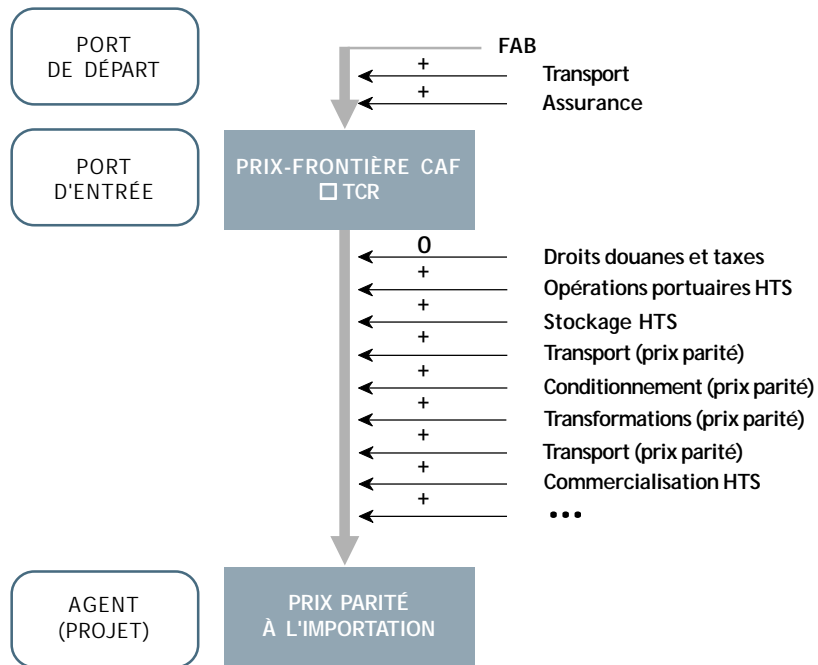 PORT
DE DÉPART
FAB
+
Transport
+
Assurance
PORT
D'ENTRÉE
PRIX-FRONTIÈRE CAF
□ TCR
0
Droits douanes et taxes
+
Opérations portuaires HTS
+
Stockage HTS
+
Transport (prix parité)
+
Conditionnement (prix parité)
+
Transformations (prix parité)
+
Transport (prix parité)
+
Commercialisation HTS
+
•••
AGENT
(PROJET)
PRIX PARITÉ
À L'IMPORTATION